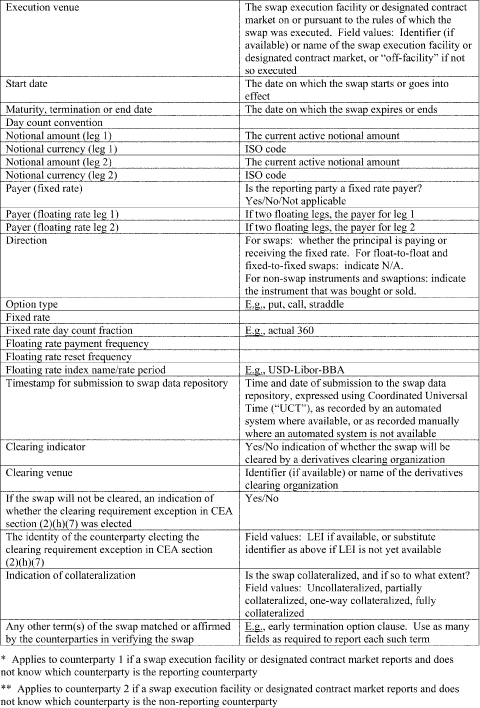 Execution venue
The swap execution facility or designated contract
market on or pursuant to the rules of which the
swap was executed.  Field values:  Identifier (if
available) or name of the swap execution facility or
designated contract market, or “off-facility” if not
so executed
Start date
The date on which the swap starts or goes into
effect
Maturity, termination or end date
The date on which the swap expires or ends
Day count convention
Notional amount (leg 1)
The current active notional amount
Notional currency (leg 1)
ISO code
Notional amount (leg 2)
The current active notional amount
Notional currency (leg 2)
ISO code
Payer (fixed rate)
Is the reporting party a fixed rate payer?
Yes/No/Not applicable
Payer (floating rate leg 1)
If two floating legs, the payer for leg 1
Payer (floating rate leg 2)
If two floating legs, the payer for leg 2
Direction
For swaps:  whether the principal is paying or
receiving the fixed rate.  For float-to-float and
fixed-to-fixed swaps:  indicate N/A.
For non-swap instruments and swaptions:  indicate
the instrument that was bought or sold.
Option type
E.g., put, call, straddle
Fixed rate
Fixed rate day count fraction
E.g., actual 360
Floating rate payment frequency
Floating rate reset frequency
Floating rate index name/rate period
E.g., USD-Libor-BBA
Timestamp for submission to swap data repository
Time and date of submission to the swap data
repository, expressed using Coordinated Universal
Time (“UCT”), as recorded by an automated
system where available, or as recorded manually
where an automated system is not available
Clearing indicator
Yes/No indication of whether the swap will be
cleared by a derivatives clearing organization
Clearing venue
Identifier (if available) or name of the derivatives
clearing organization
If the swap will not be cleared, an indication of
whether the clearing requirement exception in CEA
section (2)(h)(7) was elected
Yes/No
The identity of the counterparty electing the
clearing requirement exception in CEA section
(2)(h)(7)
Field values:  LEI if available, or substitute
identifier as above if LEI is not yet available
Indication of collateralization
Is the swap collateralized, and if so to what extent?
Field values:  Uncollateralized, partially
collateralized, one-way collateralized, fully
collateralized
Any other term(s) of the swap matched or affirmed
by the counterparties in verifying the swap
E.g., early termination option clause.  Use as many
fields as required to report each such term
*  Applies to counterparty 1 if a swap execution facility or designated contract market reports and does
not know which counterparty is the reporting counterparty
**  Applies to counterparty 2 if a swap execution facility or designated contract market reports and does
not know which counterparty is the non-reporting counterparty